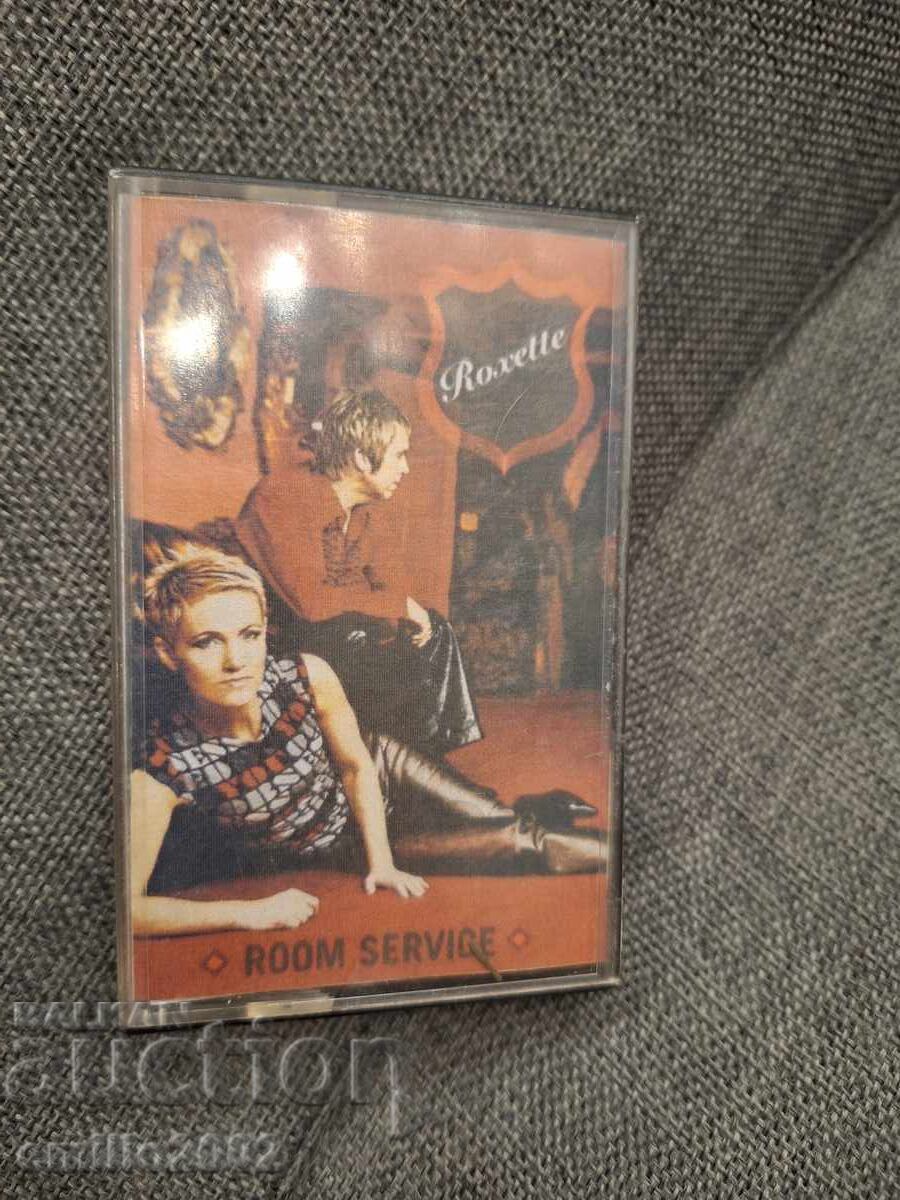 Roxette
ROOM SERVICE
BALKAN
auction
emilio2002